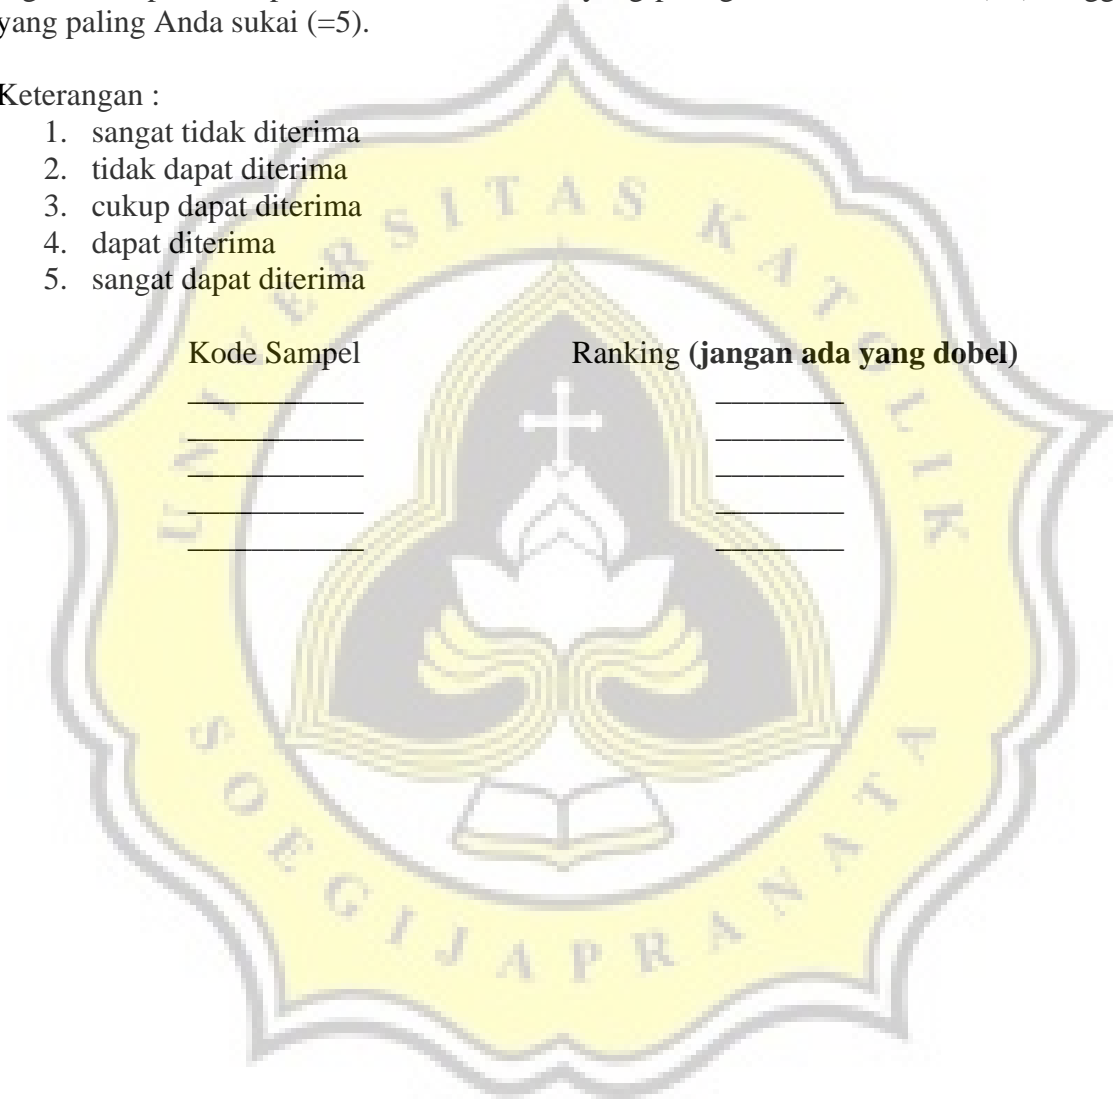 yang paling Anda sukai (=5).
Keterangan :
1. sangat tidak diterima
2. tidak dapat diterima
3. cukup dapat diterima
4. dapat diterima
5. sangat dapat diterima
Kode Sampel Ranking (jangan ada yang dobel)
UNIVERSITAS KATOLIK
SOEGIJAPRANATA